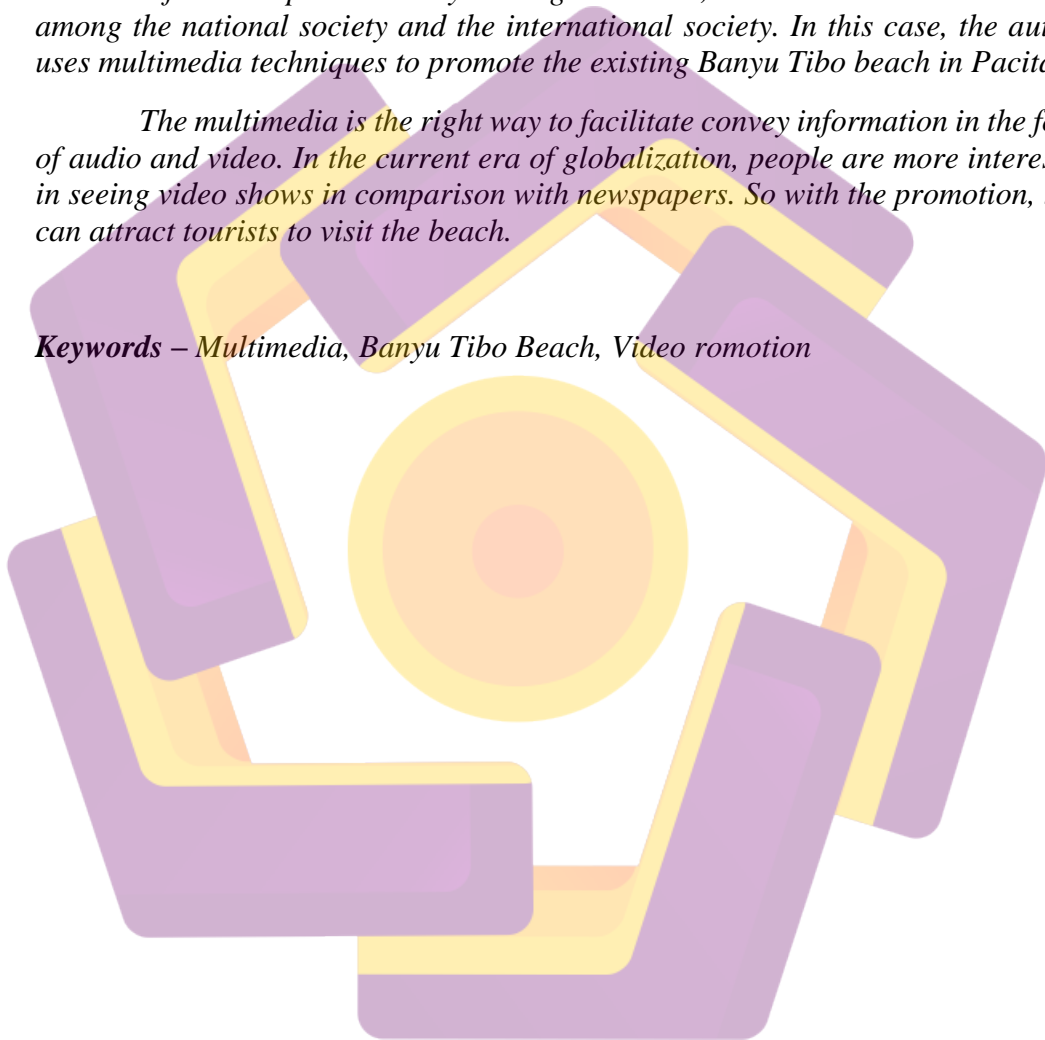 among the national society and the international society. In this case, the
uses multimedia techniques to promote the existing Banyu Tibo beach in
The multimedia is the right way to facilitate convey information in the
of audio and video. In the current era of globalization, people are more
in seeing video shows in comparison with newspapers. So with the promotion,
can attract tourists to visit the beach.
Keywords – Multimedia, Banyu Tibo Beach, Video romotion